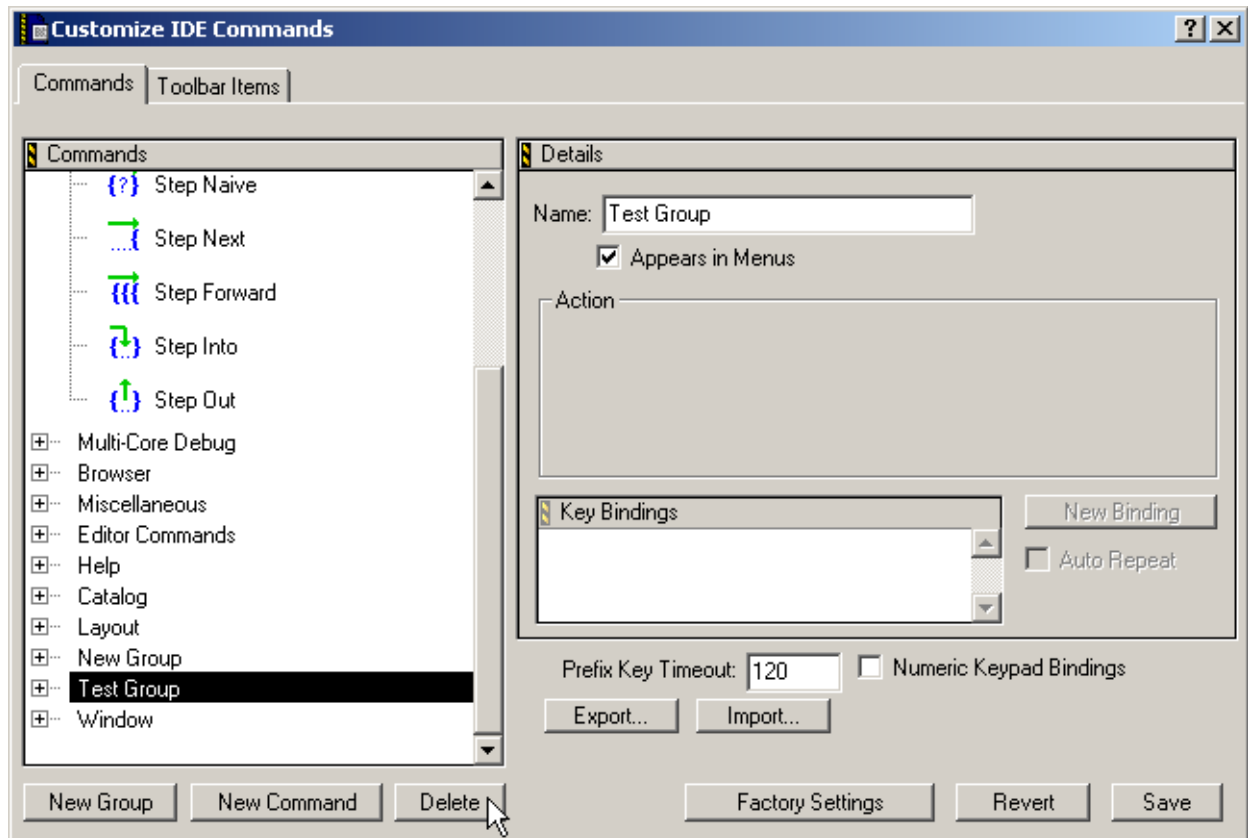 Customize IDE Commands
Commands
Toolbar Items
Commands
Step Naive
Step Next
Step Forward
Step Into
Step Out
Multi-Core Debug
Browser
Miscellaneous
Editor Commands
Help
Catalog
Layout
New Group
Test Group
Window
Details
Name: Test Group
Appears in Menus
Action
Key Bindings
New Binding
Auto Repeat
Prefix Key Timeout: 120
Numeric Keypad Bindings
Export...
Import...
New Group
New Command
Delete
Factory Settings
Revert
Save